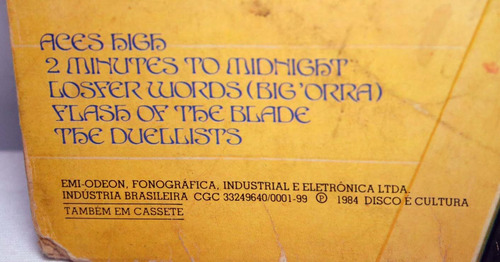 ACES HIGH
2 MINUTES TO MIDNIGHT
LOSFER WORDS (BIG 'ORRA)
FLASH OF THE BLADE
THE DUELLISTS
EMI-ODEON, FONOGRÁFICA, INDUSTRIAL E ELETRÔNICA LTDA.
INDÚSTRIA BRASILEIRA CGC 33249640/0001-99 Ⓟ 1984 DISCO É CULTURA
TAMBÉM EM CASSETE